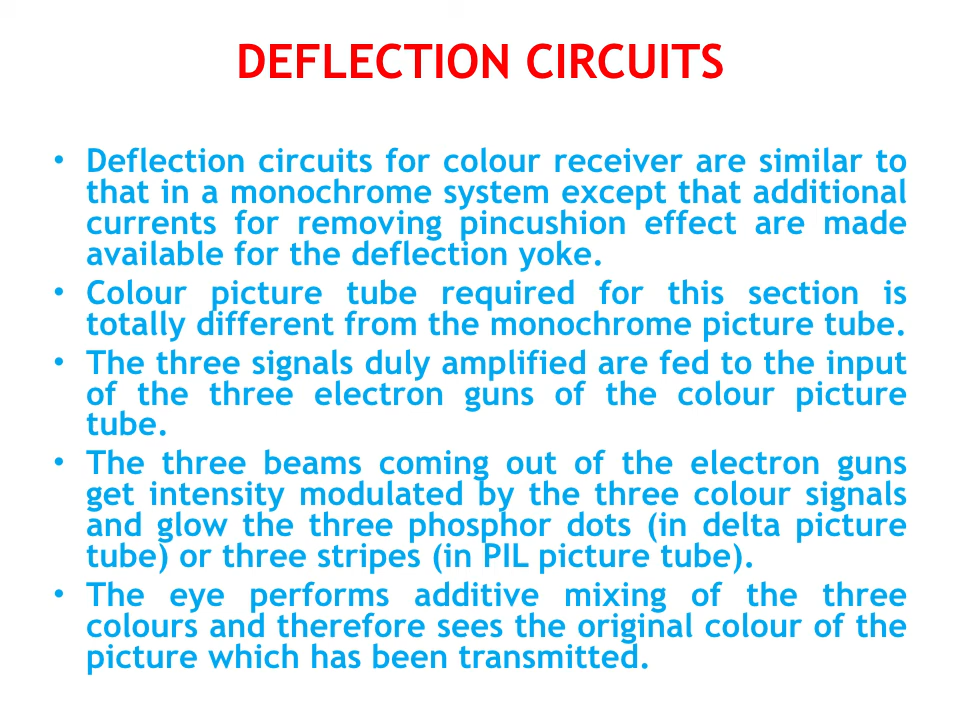 DEFLECTION CIRCUITS
• Deflection circuits for colour receiver are similar to
that in a monochrome system except that additional
currents for removing pincushion effect are made
available for the deflection yoke.
• Colour picture tube required for this section is
totally different from the monochrome picture tube.
• The three signals duly amplified are fed to the input
of the three electron guns of the colour picture
tube.
• The three beams coming out of the electron guns
get intensity modulated by the three colour signals
and glow the three phosphor dots (in delta picture
tube) or three stripes (in PIL picture tube).
• The eye performs additive mixing of the three
colours and therefore sees the original colour of the
picture which has been transmitted.